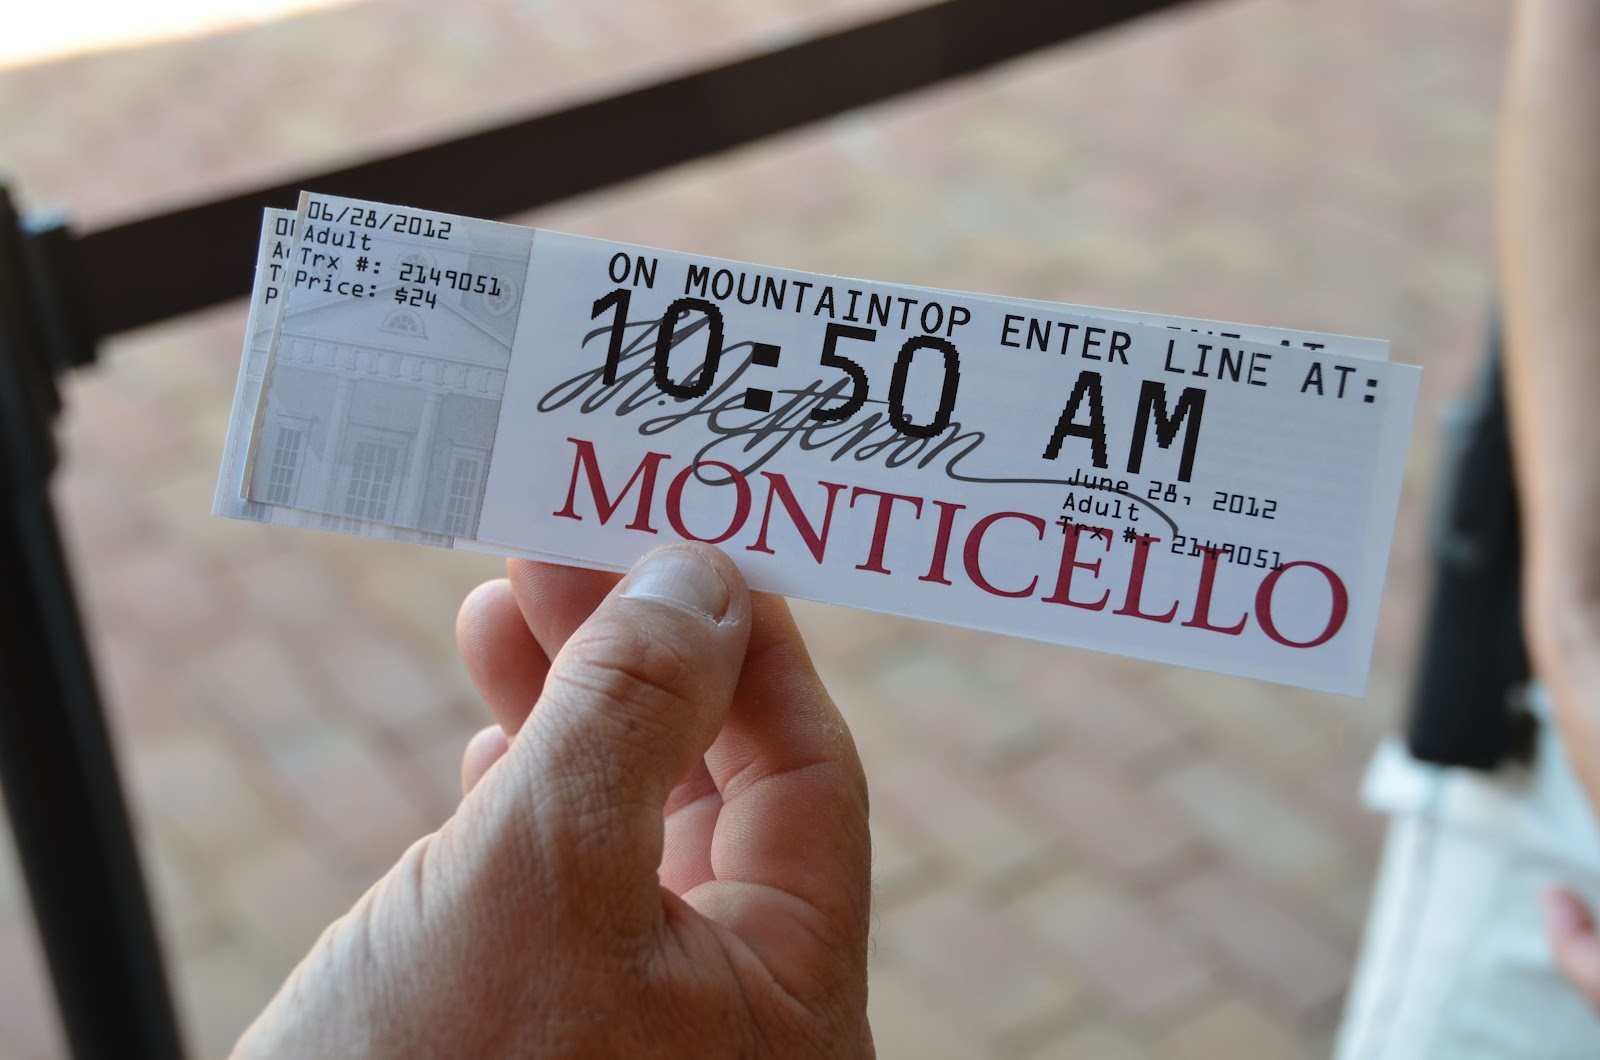 06/28/2012
Adult
Trx #: 2149051
Price: $24
ON MOUNTAINTOP ENTER LINE AT:
10:50 AM
Th. Jefferson
June 28, 2012
Adult
Trx #: 2149051
MONTICELLO